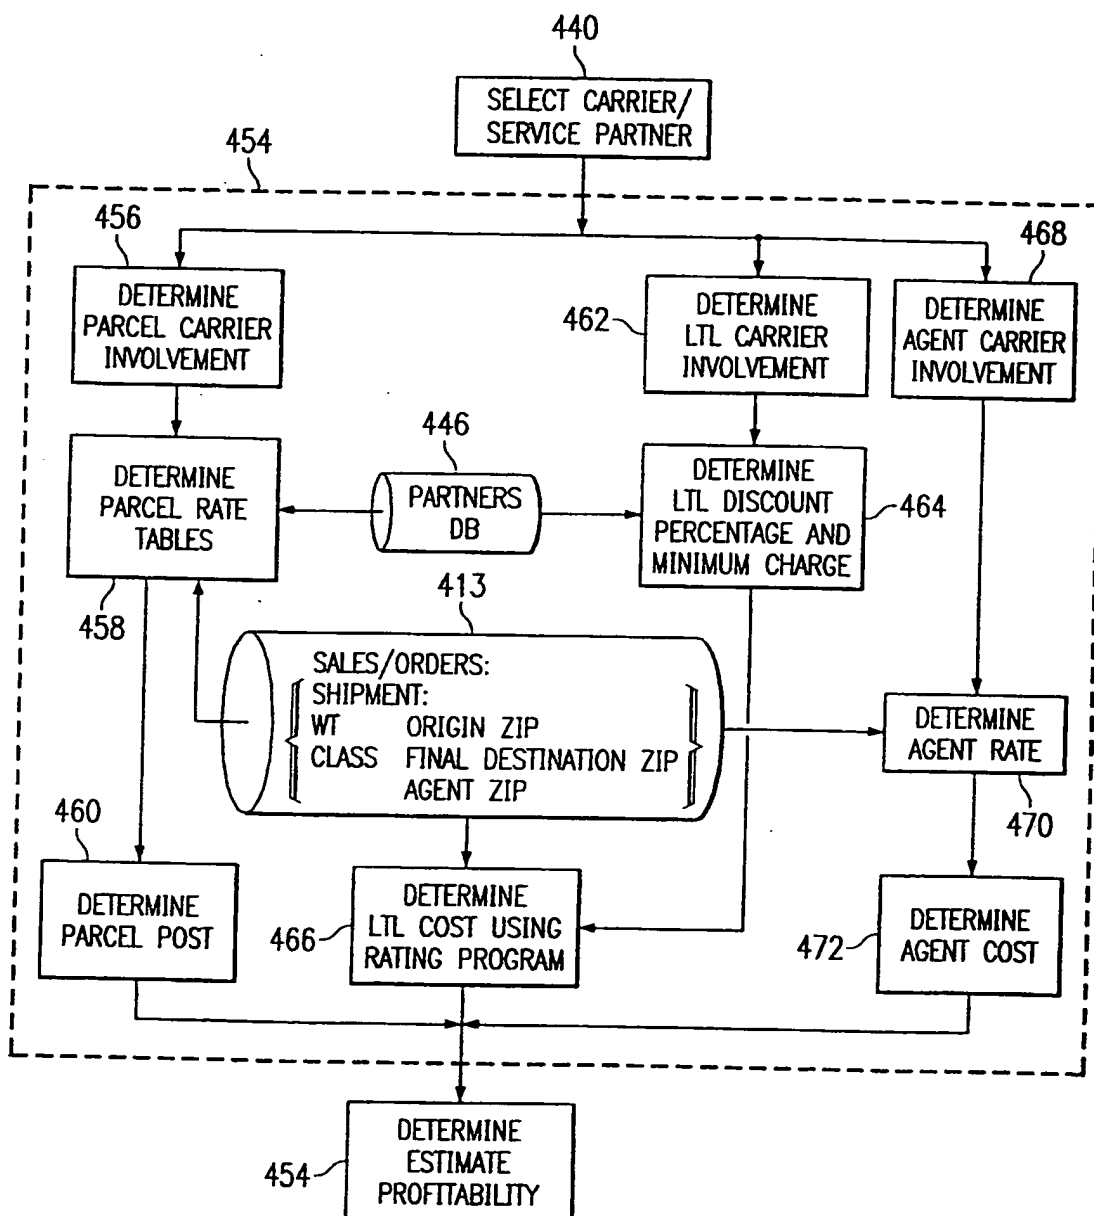 440
SELECT CARRIER/
SERVICE PARTNER
454
456
DETERMINE
PARCEL CARRIER
INVOLVEMENT
462
DETERMINE
LTL CARRIER
INVOLVEMENT
468
DETERMINE
AGENT CARRIER
INVOLVEMENT
DETERMINE
PARCEL RATE
TABLES
458
446
PARTNERS
DB
DETERMINE
LTL DISCOUNT
PERCENTAGE AND
MINIMUM CHARGE
464
413
SALES/ORDERS:
SHIPMENT:
WT ORIGIN ZIP
CLASS FINAL DESTINATION ZIP
AGENT ZIP
DETERMINE
AGENT RATE
470
460
DETERMINE
PARCEL POST
466
DETERMINE
LTL COST USING
RATING PROGRAM
472
DETERMINE
AGENT COST
454
DETERMINE
ESTIMATE
PROFITABILITY